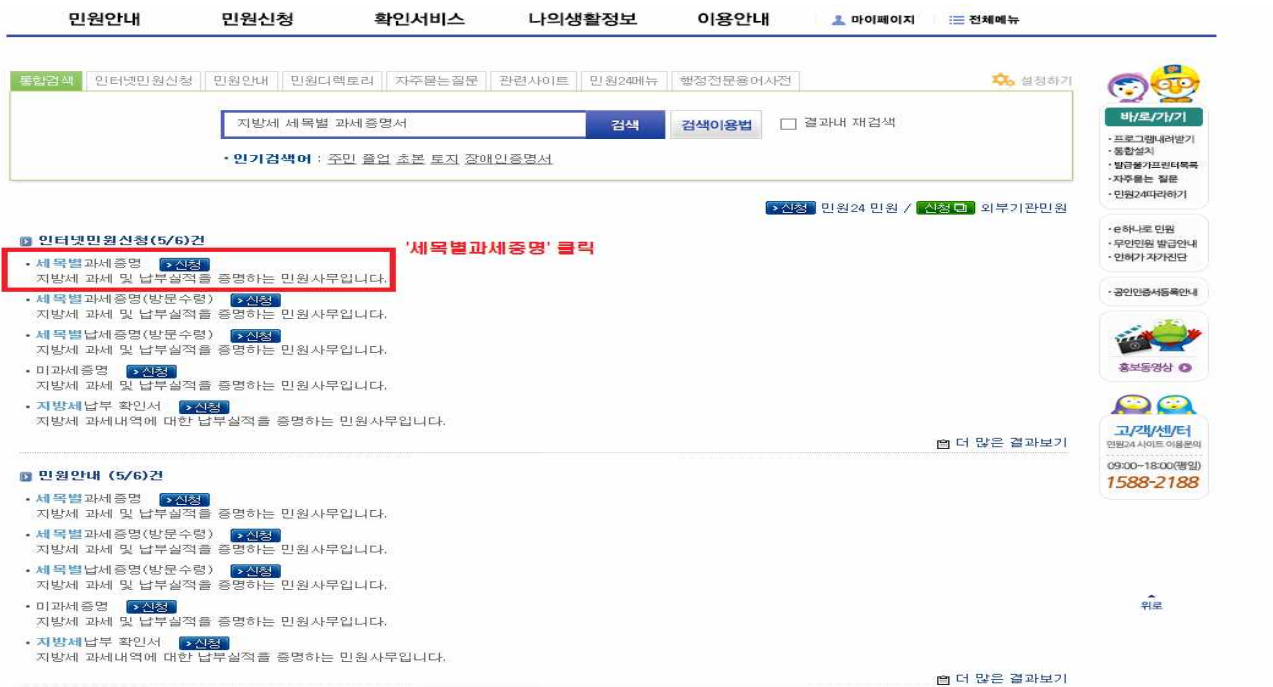 민원안내 민원신청 확인서비스 나의생활정보 이용안내 마이페이지 전체메뉴
통합검색 인터넷민원신청 민원안내 민원디렉토리 자주묻는질문 관련사이트 민원24메뉴 행정전문용어사전 설정하기
지방세 세목별 과세증명서 검색 검색이용법 결과내 재검색
· 인기검색어 : 주민 졸업 초본 토지 장애인증명서
신청 민원24 민원 / 신청 외부기관민원
인터넷민원신청(5/6)건
'세목별과세증명' 클릭
· 세목별과세증명 신청
지방세 과세 및 납부실적을 증명하는 민원사무입니다.
· 세목별과세증명(방문수령) 신청
지방세 과세 및 납부실적을 증명하는 민원사무입니다.
· 세목별납세증명(방문수령) 신청
지방세 과세 및 납부실적을 증명하는 민원사무입니다.
· 미과세증명 신청
지방세 과세 및 납부실적을 증명하는 민원사무입니다.
· 지방세납부 확인서 신청
지방세 과세내역에 대한 납부실적을 증명하는 민원사무입니다.
더 많은 결과보기
민원안내 (5/6)건
· 세목별과세증명 신청
지방세 과세 및 납부실적을 증명하는 민원사무입니다.
· 세목별과세증명(방문수령) 신청
지방세 과세 및 납부실적을 증명하는 민원사무입니다.
· 세목별납세증명(방문수령) 신청
지방세 과세 및 납부실적을 증명하는 민원사무입니다.
· 미과세증명 신청
지방세 과세 및 납부실적을 증명하는 민원사무입니다.
· 지방세납부 확인서 신청
지방세 과세내역에 대한 납부실적을 증명하는 민원사무입니다.
더 많은 결과보기
바/로/가/기
· 프로그램내려받기
· 통합설치
· 발급불가프린터목록
· 자주묻는 질문
· 민원24따라하기
· e하나로 민원
· 무인민원 발급안내
· 인허가 자가진단
· 공인인증서등록안내
홍보동영상
고/객/센/터
민원24 사이트 이용문의
09:00~18:00(평일)
1588-2188
위로